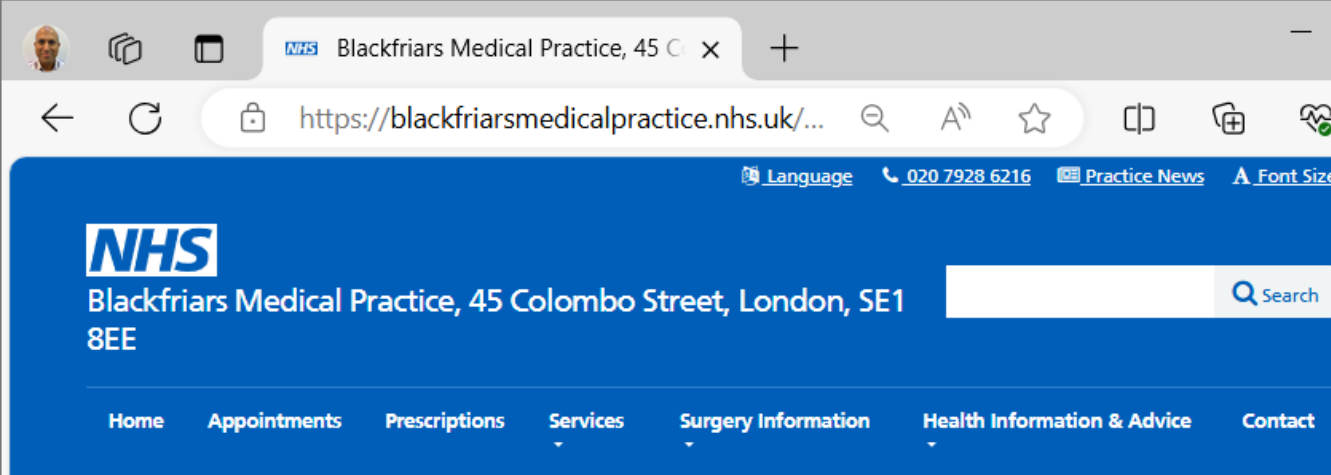 NHS Blackfriars Medical Practice, 45 C
https://blackfriarsmedicalpractice.nhs.uk/...
Language 020 7928 6216 Practice News A Font Size
NHS
Blackfriars Medical Practice, 45 Colombo Street, London, SE1
8EE
Search
Home Appointments Prescriptions Services Surgery Information Health Information & Advice Contact